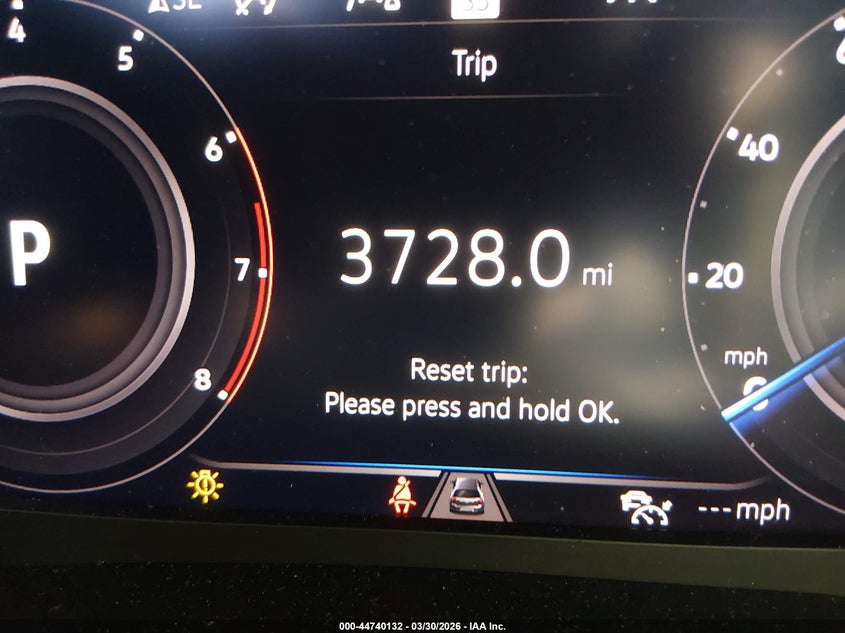 4
5
Trip
6
40
P
3728.0 mi
7
20
mph
8
Reset trip:
Please press and hold OK.
--- mph
000-44740132 - 03/30/2026 - IAA Inc.